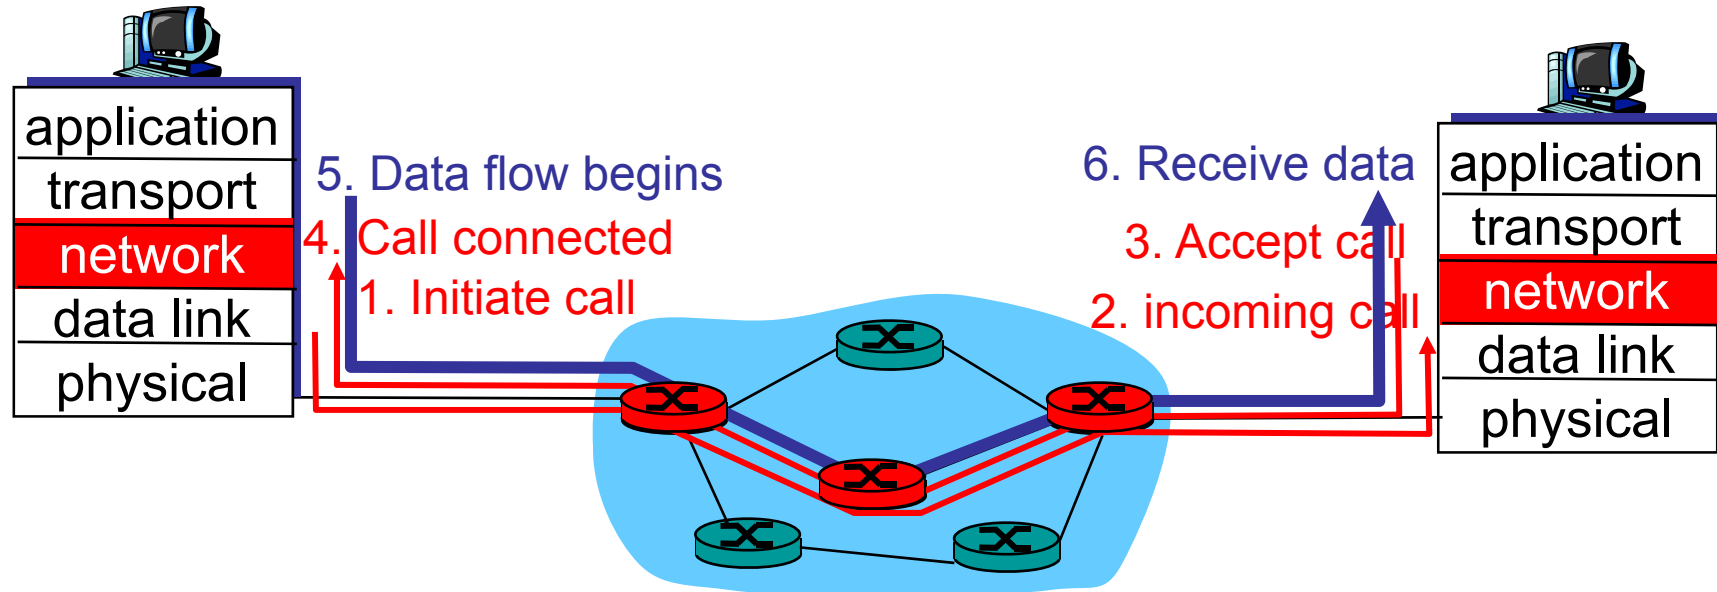 application
transport
network
data link
physical
5. Data flow begins
4. Call connected
1. Initiate call
6. Receive data
3. Accept call
2. incoming call
application
transport
network
data link
physical